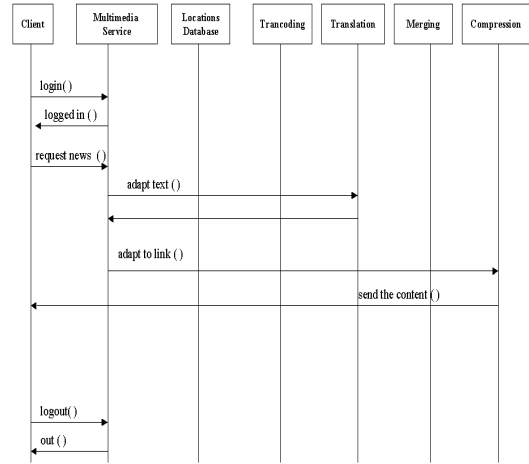 Client
Multimedia
Service
Locations
Database
Trancoding
Translation
Merging
Compression
login()
logged in ( )
request news ( )
adapt text ( )
adapt to link ( )
send the content ( )
logout( )
out ( )